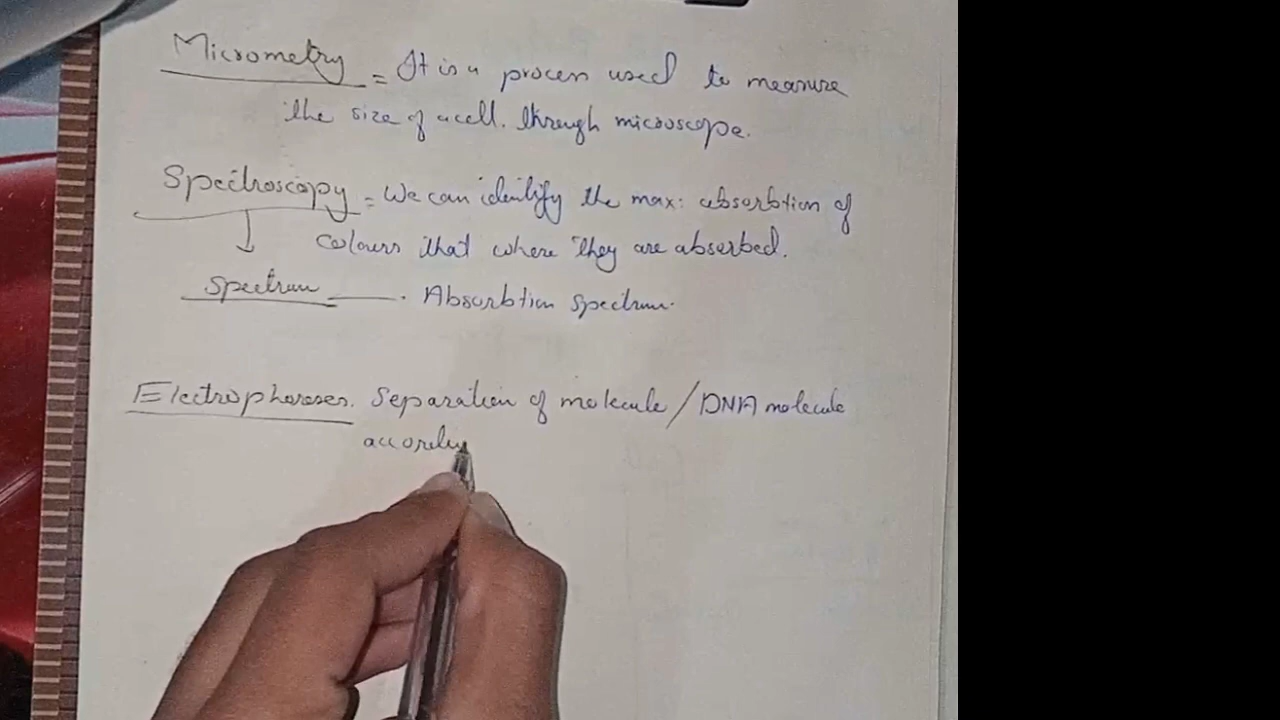 Micrometry = It is a process used to measure
the size of a cell. through microscope.
Spectroscopy = We can identify the max: absorbtion of
colours that where they are absorbed.
Spectrum . Absorbtion spectrum.
Electrophoreses. Separation of molecule / DNA molecule